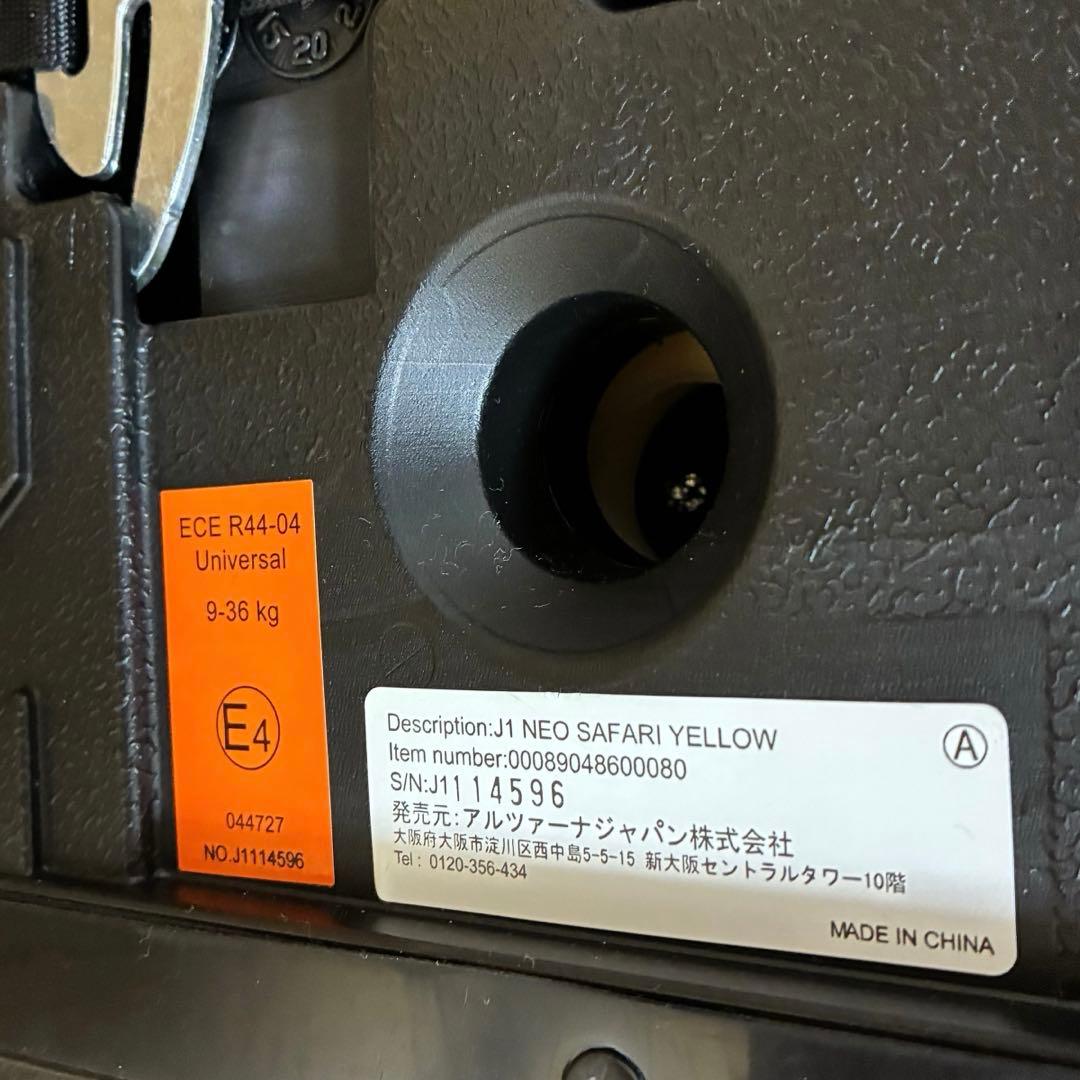 5 20 2
ECE R44-04
Universal
9-36 kg
E4
044727
NO.J1114596
Description:J1 NEO SAFARI YELLOW
A
Item number:00089048600080
S/N:J1114596
発売元:アルツァーナジャパン株式会社
大阪府大阪市淀川区西中島5-5-15 新大阪セントラルタワー10階
Tel: 0120-356-434
MADE IN CHINA